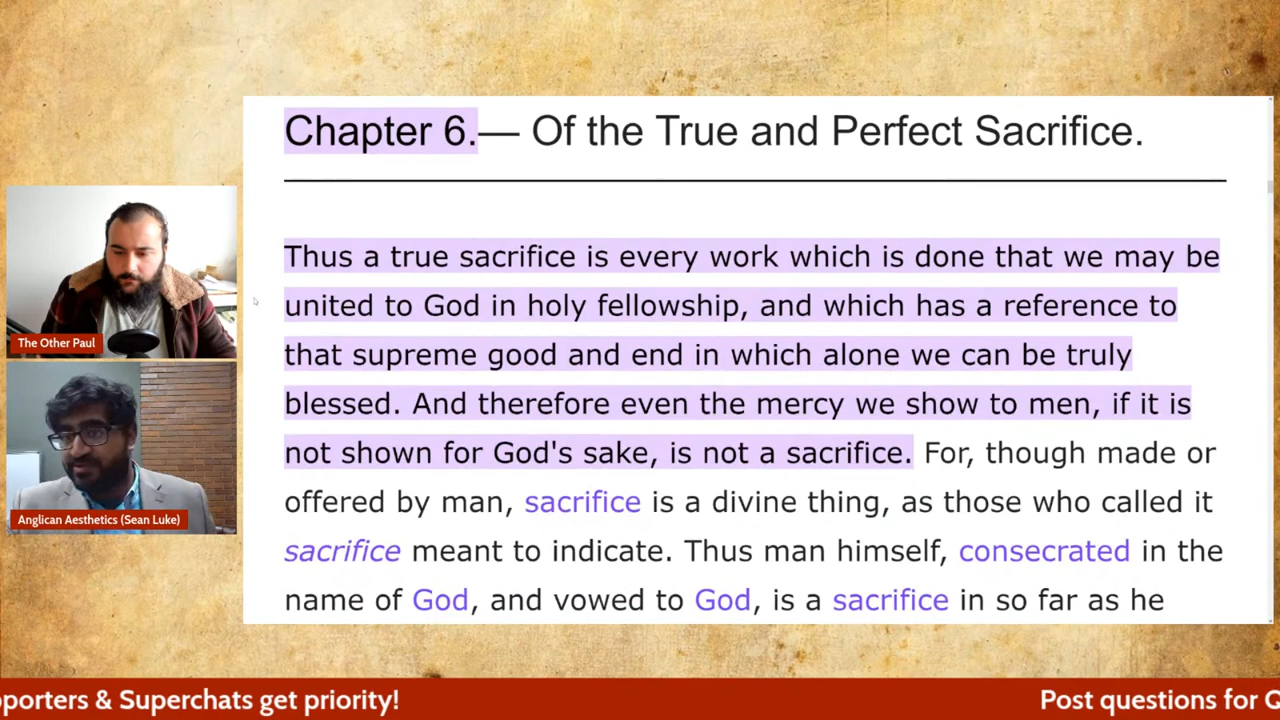 Chapter 6.— Of the True and Perfect Sacrifice.
Thus a true sacrifice is every work which is done that we may be
united to God in holy fellowship, and which has a reference to
that supreme good and end in which alone we can be truly
blessed. And therefore even the mercy we show to men, if it is
not shown for God's sake, is not a sacrifice. For, though made or
offered by man, sacrifice is a divine thing, as those who called it
sacrifice meant to indicate. Thus man himself, consecrated in the
name of God, and vowed to God, is a sacrifice in so far as he
The Other Paul
Anglican Aesthetics (Sean Luke)
pporters & Superchats get priority!
Post questions for Q